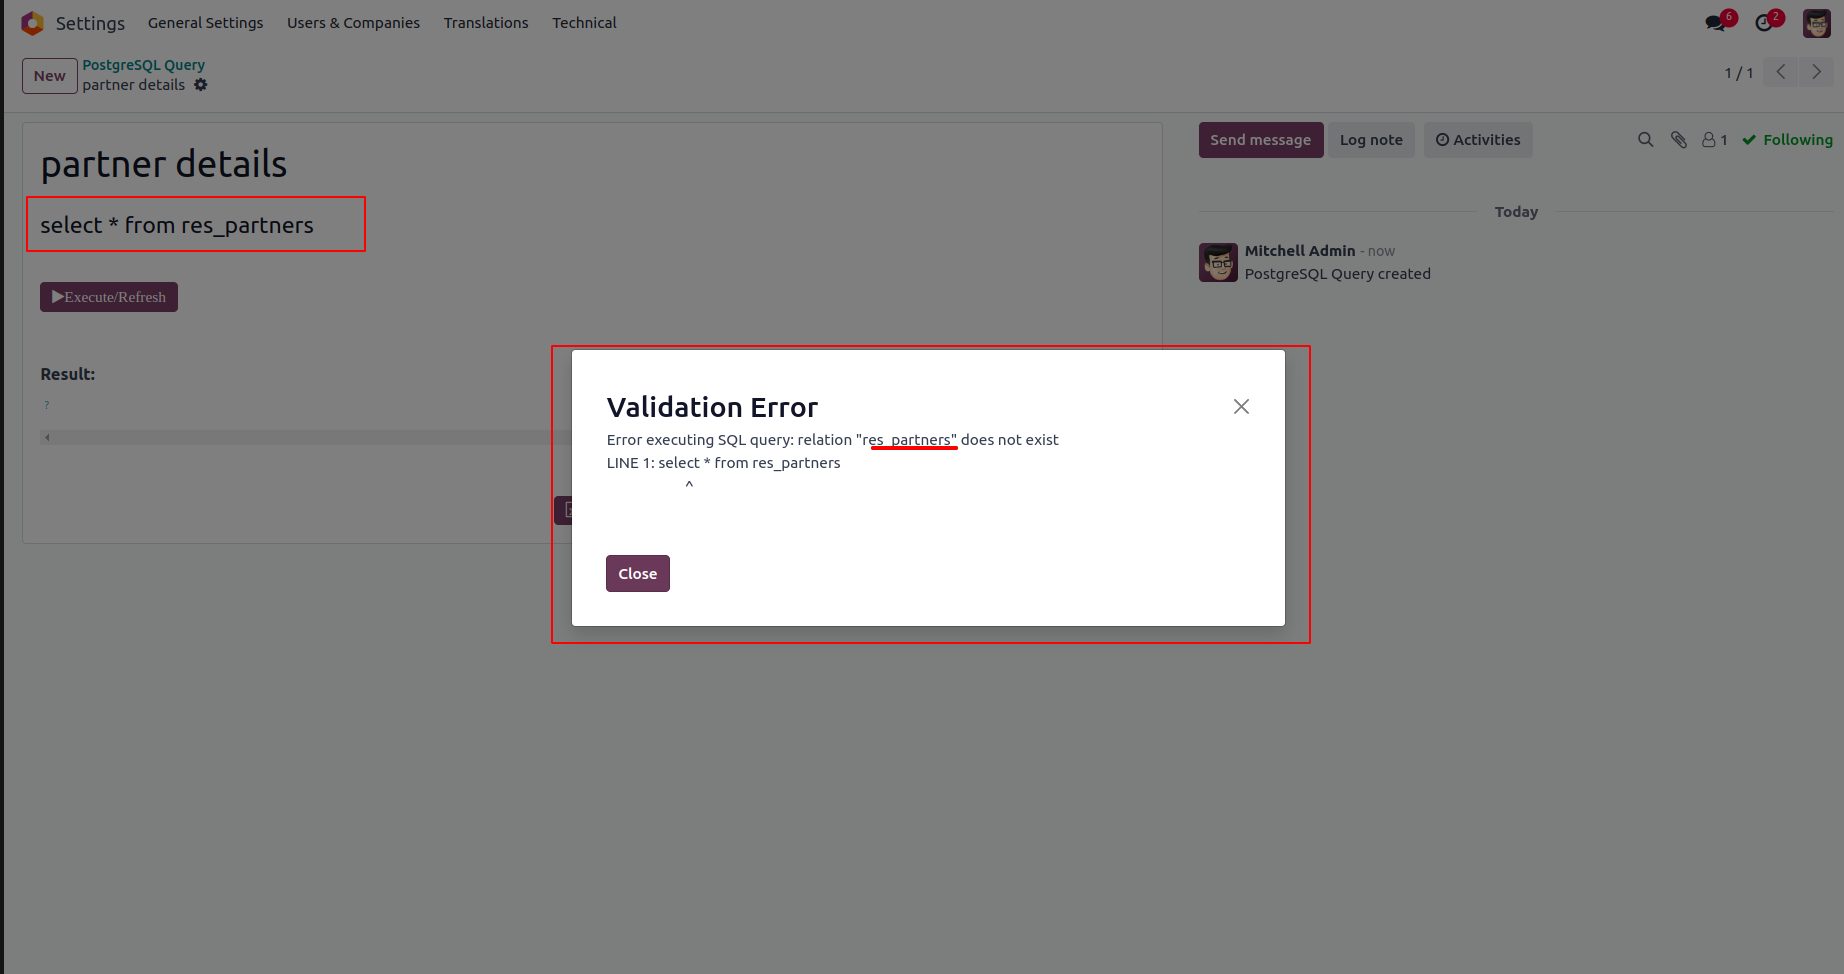 Settings General Settings Users & Companies Translations Technical 6 2
New PostgreSQL Query
partner details
1 / 1
partner details
select * from res_partners
Execute/Refresh
Result:
?
Send message Log note Activities 1 Following
Today
Mitchell Admin - now
PostgreSQL Query created
Validation Error
Error executing SQL query: relation "res_partners" does not exist
LINE 1: select * from res_partners
^
Close